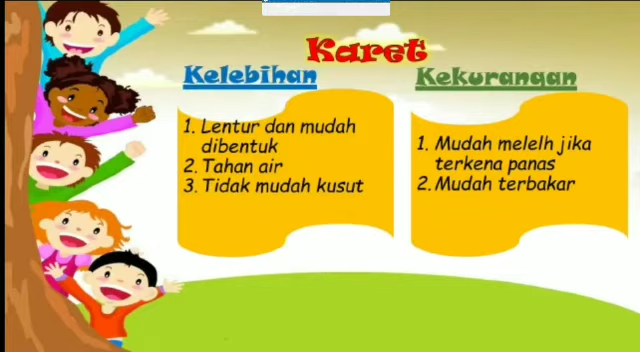 Karet
Kelebihan
1. Lentur dan mudah
dibentuk
2. Tahan air
3. Tidak mudah kusut
Kekurangan
1. Mudah melelh jika
terkena panas
2. Mudah terbakar